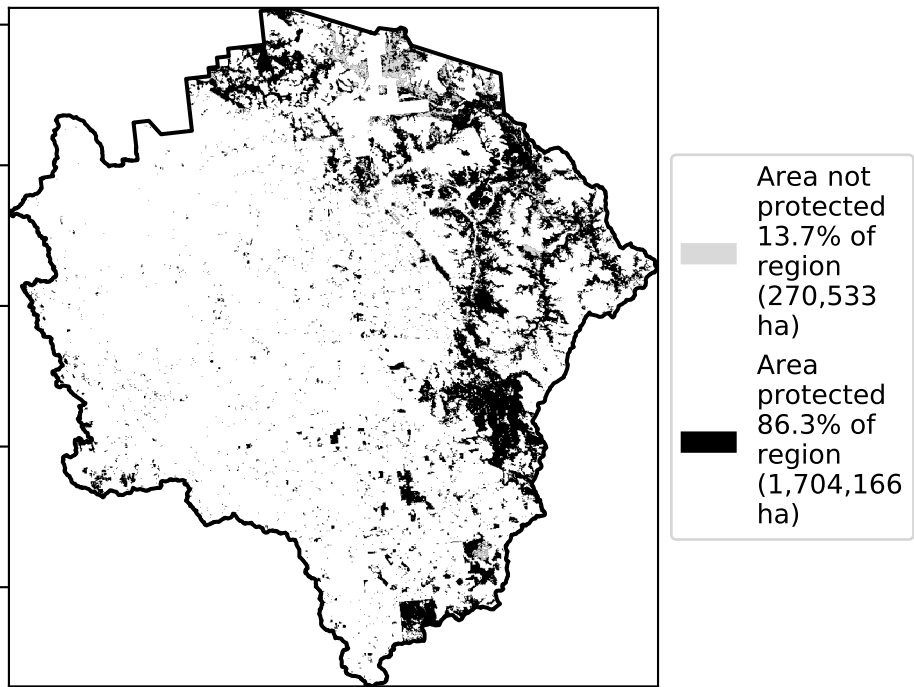 Area not
protected
13.7% of
region
(270,533
ha)
Area
protected
86.3% of
region
(1,704,166
ha)